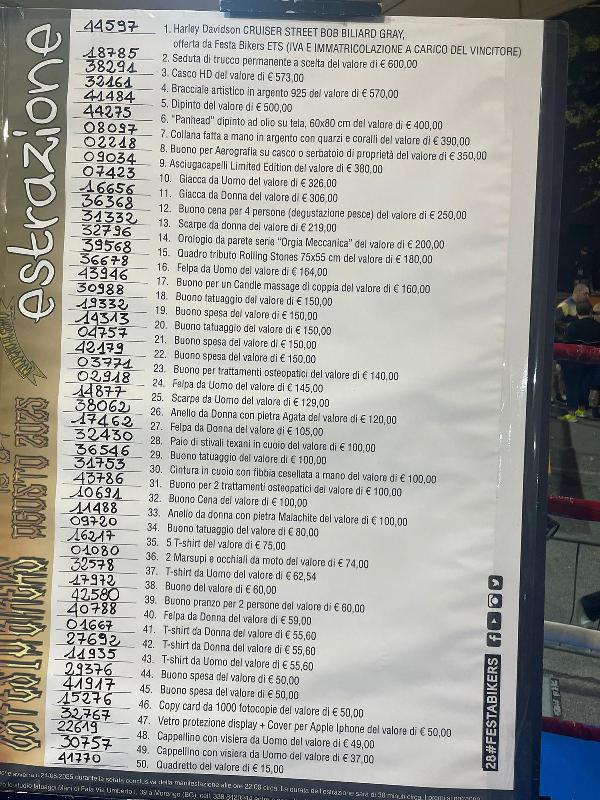 estrazione
44597 1. Harley Davidson CRUISER STREET BOB BILIARD GRAY,
offerta da Festa Bikers ETS (IVA E IMMATRICOLAZIONE A CARICO DEL VINCITORE)
18785 2. Seduta di trucco permanente a scelta del valore di € 600,00
38291 3. Casco HD del valore di € 573,00
32161 4. Bracciale artistico in argento 925 del valore di € 570,00
41484 5. Dipinto del valore di € 500,00
44275 6. "Panhead" dipinto ad olio su tela, 60x80 cm del valore di € 400,00
08097 7. Collana fatta a mano in argento con quarzi e coralli del valore di € 390,00
02218 8. Buono per Aerografia su casco o serbatoio di proprietà del valore di € 350,00
09034 9. Asciugacapelli Limited Edition del valore di € 380,00
07423 10. Giacca da Uomo del valore di € 326,00
16656 11. Giacca da Donna del valore di € 306,00
36368 12. Buono cena per 4 persone (degustazione pesce) del valore di € 250,00
31332 13. Scarpe da donna del valore di € 219,00
32796 14. Orologio da parete serie "Orgia Meccanica" del valore di € 200,00
39568 15. Quadro tributo Rolling Stones 75x55 cm del valore di € 180,00
36678 16. Felpa da Uomo del valore di € 164,00
43946 17. Buono per un Candle massage di coppia del valore di € 160,00
30988 18. Buono tatuaggio del valore di € 150,00
19332 19. Buono spesa del valore di € 150,00
14313 20. Buono tatuaggio del valore di € 150,00
04757 21. Buono spesa del valore di € 150,00
42179 22. Buono spesa del valore di € 150,00
03771 23. Buono per trattamenti osteopatici del valore di € 140,00
02918 24. Felpa da Uomo del valore di € 145,00
14877 25. Scarpe da Uomo del valore di € 129,00
38062 26. Anello da Donna con pietra Agata del valore di € 120,00
17462 27. Felpa da Donna del valore di € 105,00
32430 28. Paio di stivali texani in cuoio del valore di € 100,00
36546 29. Buono tatuaggio del valore di € 100,00
31753 30. Cintura in cuoio con fibbia cesellata a mano del valore di € 100,00
43786 31. Buono per 2 trattamenti osteopatici del valore di € 100,00
10691 32. Buono Cena del valore di € 100,00
11488 33. Anello da donna con pietra Malachite del valore di € 100,00
09720 34. Buono tatuaggio del valore di € 80,00
16217 35. 5 T-shirt del valore di € 75,00
01080 36. 2 Marsupi e occhiali da moto del valore di € 74,00
32578 37. T-shirt da Uomo del valore di € 62,54
17972 38. Buono del valore di € 60,00
42580 39. Buono pranzo per 2 persone del valore di € 60,00
40788 40. Felpa da Donna del valore di € 59,00
01667 41. T-shirt da Donna del valore di € 55,60
27692 42. T-shirt da Donna del valore di € 55,60
11935 43. T-shirt da Uomo del valore di € 55,60
29376 44. Buono spesa del valore di € 50,00
41917 45. Buono spesa del valore di € 50,00
15276 46. Copy card da 1000 fotocopie del valore di € 50,00
32767 47. Vetro protezione display + Cover per Apple Iphone del valore di € 50,00
22619 48. Cappellino con visiera da Uomo del valore di € 49,00
30757 49. Cappellino con visiera da Donna del valore di € 37,00
41770 50. Quadretto del valore di € 15,00
28#FESTABIKERS